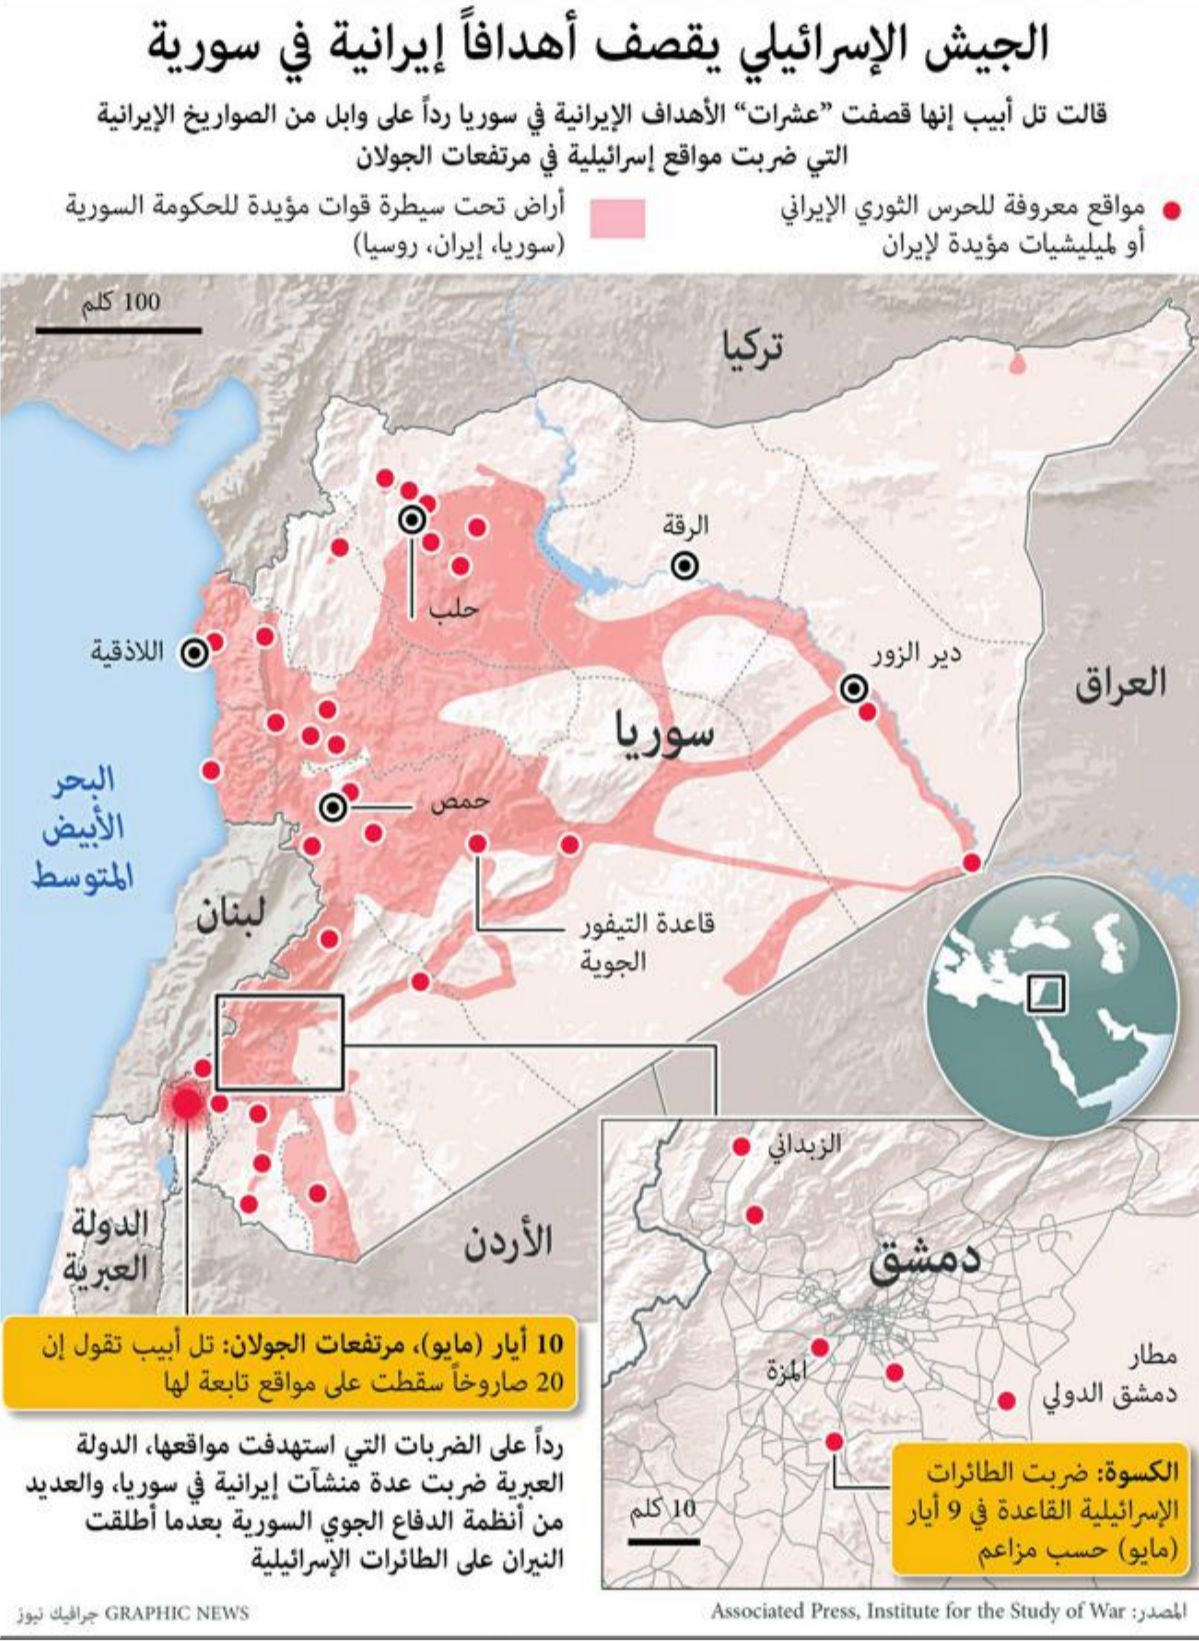 الجيش الإسرائيلي يقصف أهدافاً إيرانية في سورية
قالت تل أبيب إنها قصفت ”عشرات“ الأهداف الإيرانية في سوريا رداً على وابل من الصواريخ الإيرانية
التي ضربت مواقع إسرائيلية في مرتفعات الجولان
مواقع معروفة للحرس الثوري الإيراني
أو لميليشيات مؤيدة لإيران
أراض تحت سيطرة قوات مؤيدة للحكومة السورية
(سوريا، إيران، روسيا)
100 كلم
تركيا
الرقة
حلب
اللاذقية
دير الزور
العراق
سوريا
البحر
الأبيض
المتوسط
حمص
لبنان
قاعدة التيفور
الجوية
الدولة
العبرية
الأردن
الزبداني
دمشق
المزة
مطار
دمشق الدولي
10 كلم
الكسوة: ضربت الطائرات
الإسرائيلية القاعدة في 9 أيار
(مايو) حسب مزاعم
10 أيار (مايو)، مرتفعات الجولان: تل أبيب تقول إن
20 صاروخاً سقطت على مواقع تابعة لها
رداً على الضربات التي استهدفت مواقعها، الدولة
العبرية ضربت عدة منشآت إيرانية في سوريا، والعديد
من أنظمة الدفاع الجوي السورية بعدما أطلقت
النيران على الطائرات الإسرائيلية
المصدر: Associated Press, Institute for the Study of War
GRAPHIC NEWS جرافيك نيوز